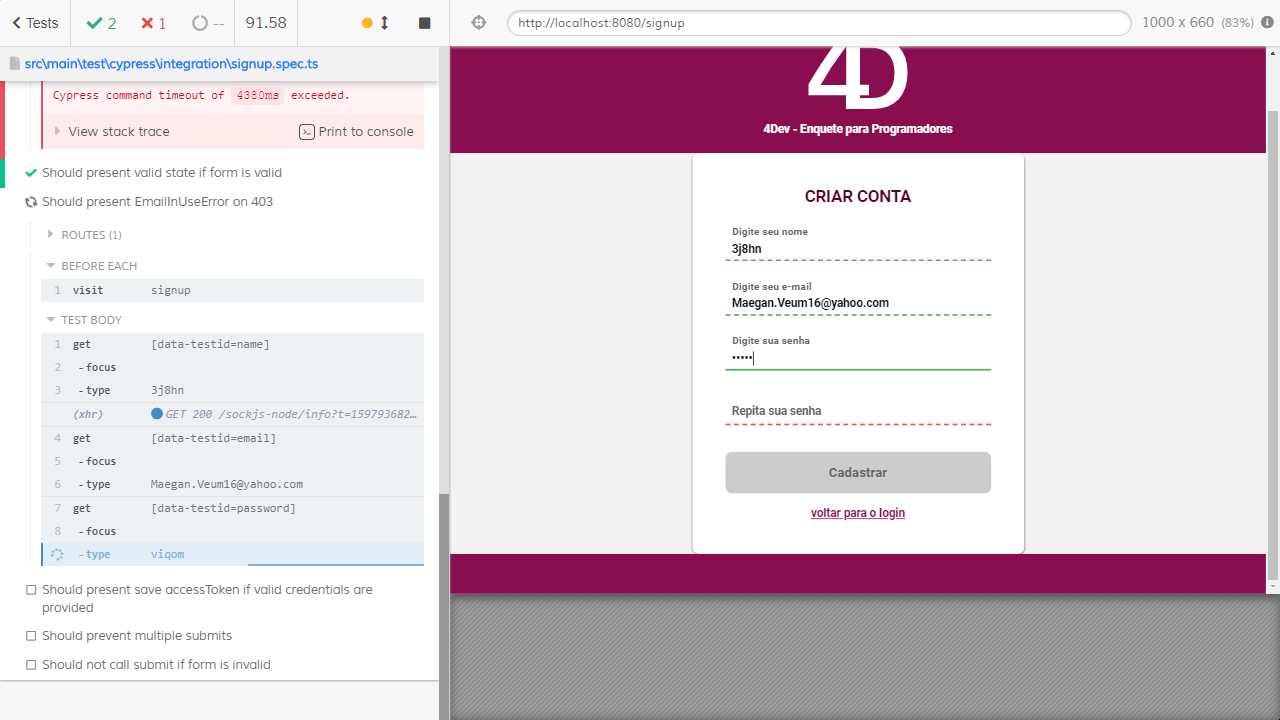 Tests
2
1
--
91.58
http://localhost:8080/signup
1000 x 660 (83%)
src\main\test\cypress\integration\signup.spec.ts
Cypress command timeout of 4380ms exceeded.
View stack trace
Print to console
Should present valid state if form is valid
Should present EmailInUseError on 403
ROUTES (1)
BEFORE EACH
1 visit signup
TEST BODY
1 get [data-testid=name]
2 - focus
3 - type 3j8hn
(xhr) GET 200 /sockjs-node/info?t=159793682...
4 get [data-testid=email]
5 - focus
6 - type Maegan.Veum16@yahoo.com
7 get [data-testid=password]
8 - focus
- type viqom
Should present save accessToken if valid credentials are
provided
Should prevent multiple submits
Should not call submit if form is invalid
4D
4Dev - Enquete para Programadores
CRIAR CONTA
Digite seu nome
3j8hn
Digite seu e-mail
Maegan.Veum16@yahoo.com
Digite sua senha
•••••
Repita sua senha
Cadastrar
voltar para o login